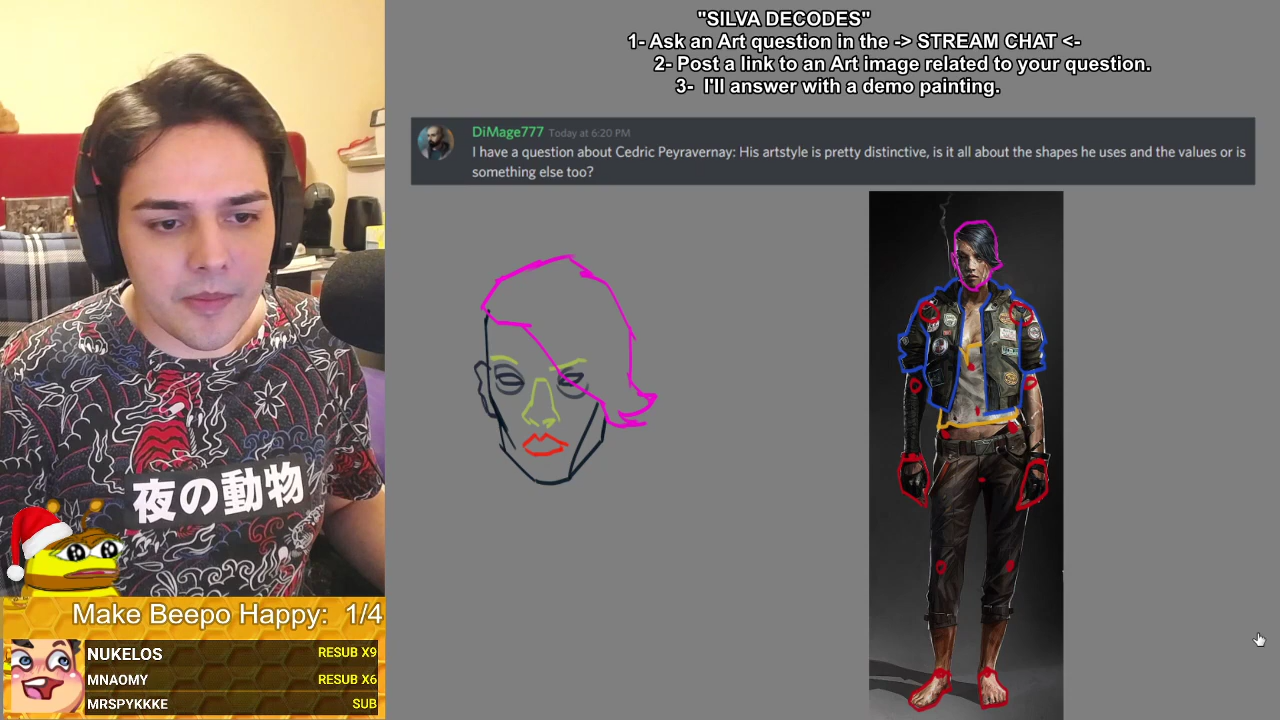 "SILVA DECODES"
1- Ask an Art question in the -> STREAM CHAT <-
2- Post a link to an Art image related to your question.
3- I'll answer with a demo painting.
DiMage777 Today at 6:20 PM
I have a question about Cedric Peyravernay: His artstyle is pretty distinctive, is it all about the shapes he uses and the values or is
something else too?
夜の動物
Make Beepo Happy: 1/4
NUKELOS RESUB X9
MNAOMY RESUB X6
MRSPYKKKE SUB